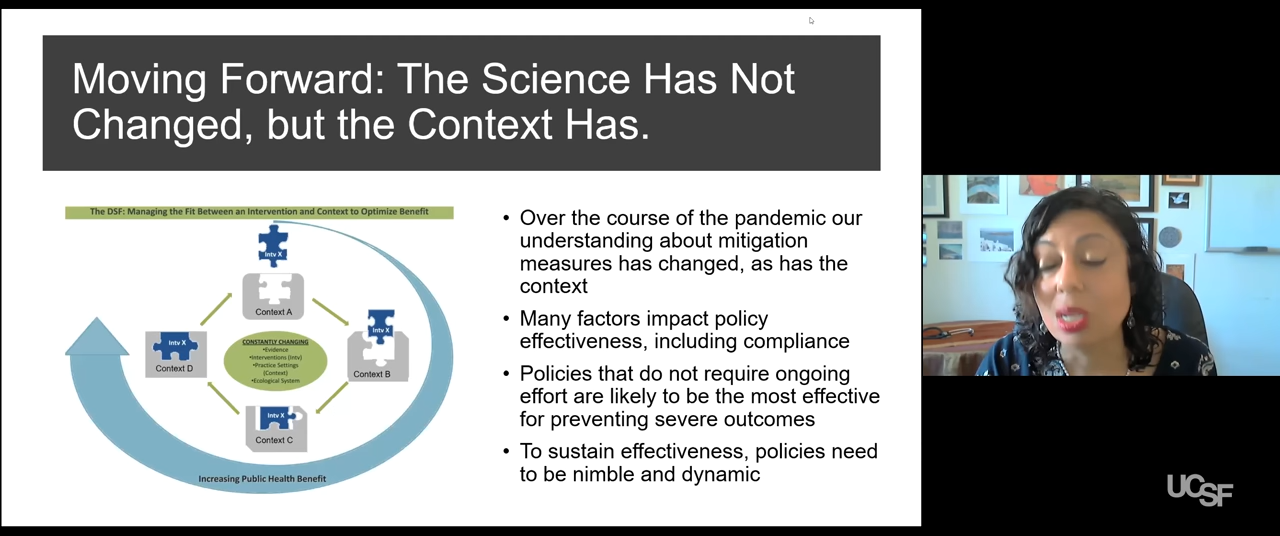 Moving Forward: The Science Has Not
Changed, but the Context Has.
The DSF: Managing the Fit Between an Intervention and Context to Optimize Benefit
Intv X
Context A
Intv X
Context B
Intv X
Context C
Intv X
Context D
CONSTANTLY CHANGING
•Evidence
•Interventions (Intv)
•Practice Settings
(Context)
•Ecological System
Increasing Public Health Benefit
• Over the course of the pandemic our
understanding about mitigation
measures has changed, as has the
context
• Many factors impact policy
effectiveness, including compliance
• Policies that do not require ongoing
effort are likely to be the most effective
for preventing severe outcomes
• To sustain effectiveness, policies need
to be nimble and dynamic
UCSF